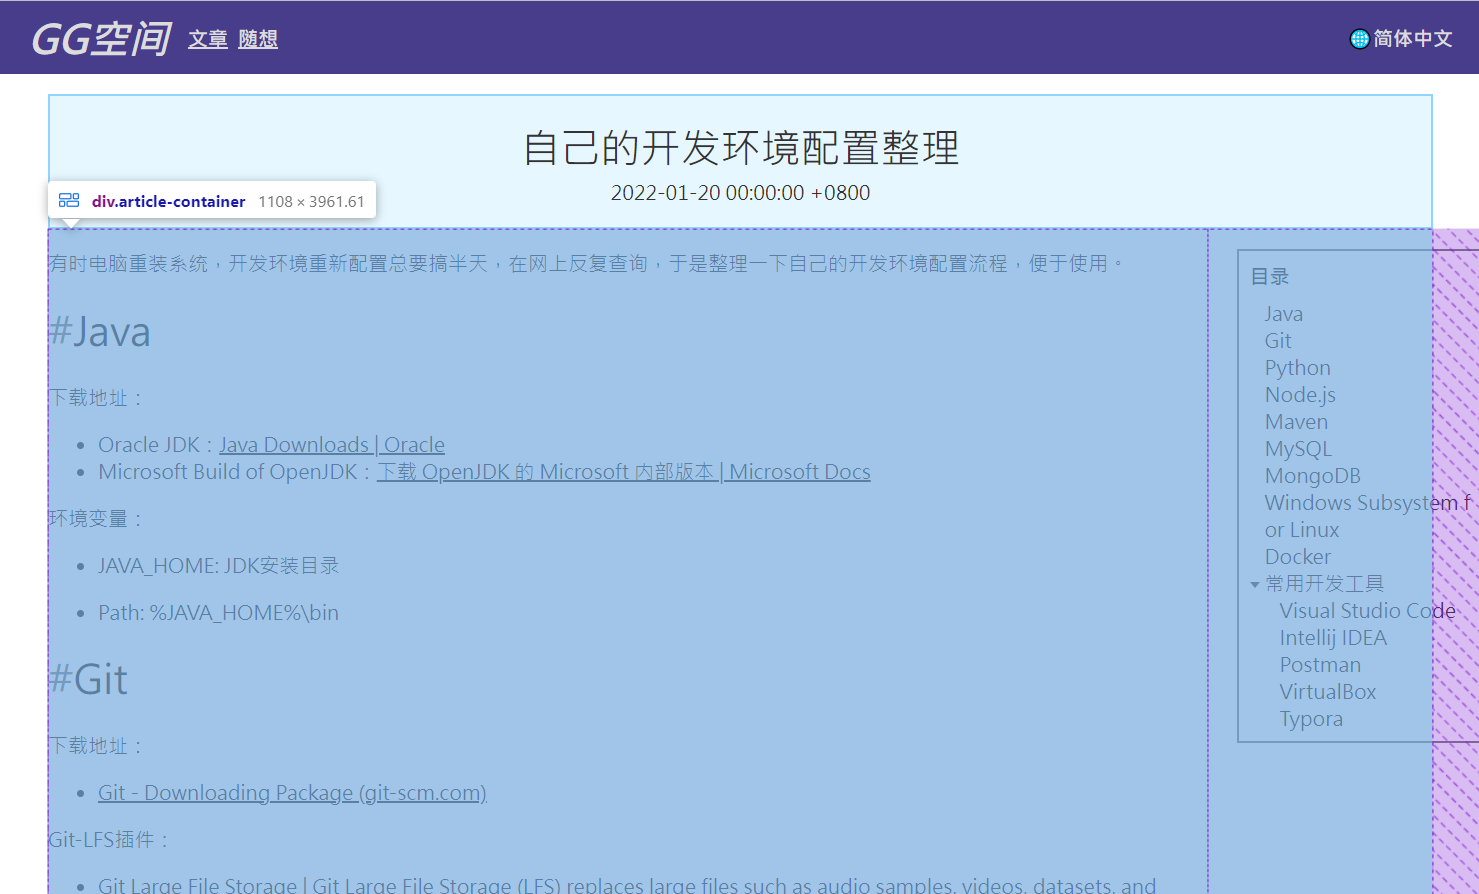 GG空间 文章 随想 简体中文
自己的开发环境配置整理
2022-01-20 00:00:00 +0800
div.article-container 1108 × 3961.61
有时电脑重装系统，开发环境重新配置总要搞半天，在网上反复查询，于是整理一下自己的开发环境配置流程，便于使用。
#Java
下载地址：
Oracle JDK：Java Downloads | Oracle
Microsoft Build of OpenJDK：下载 OpenJDK 的 Microsoft 内部版本 | Microsoft Docs
环境变量：
JAVA_HOME: JDK安装目录
Path: %JAVA_HOME%\bin
#Git
下载地址：
Git - Downloading Package (git-scm.com)
Git-LFS插件：
Git Large File Storage | Git Large File Storage (LFS) replaces large files such as audio samples, videos, datasets, and
目录
Java
Git
Python
Node.js
Maven
MySQL
MongoDB
Windows Subsystem f
or Linux
Docker
常用开发工具
Visual Studio Code
Intellij IDEA
Postman
VirtualBox
Typora